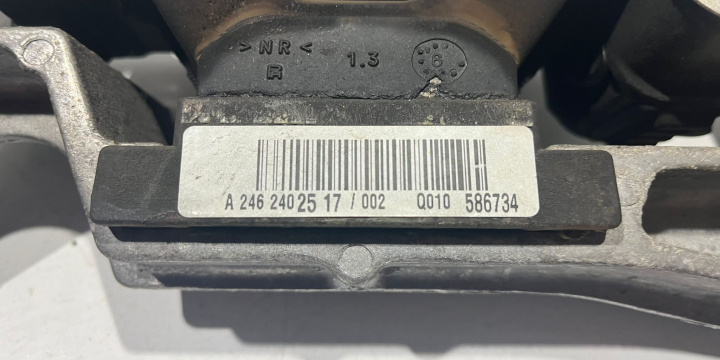 >NR< 1.3 6
R
A 246 240 25 17 / 002 Q010 586734